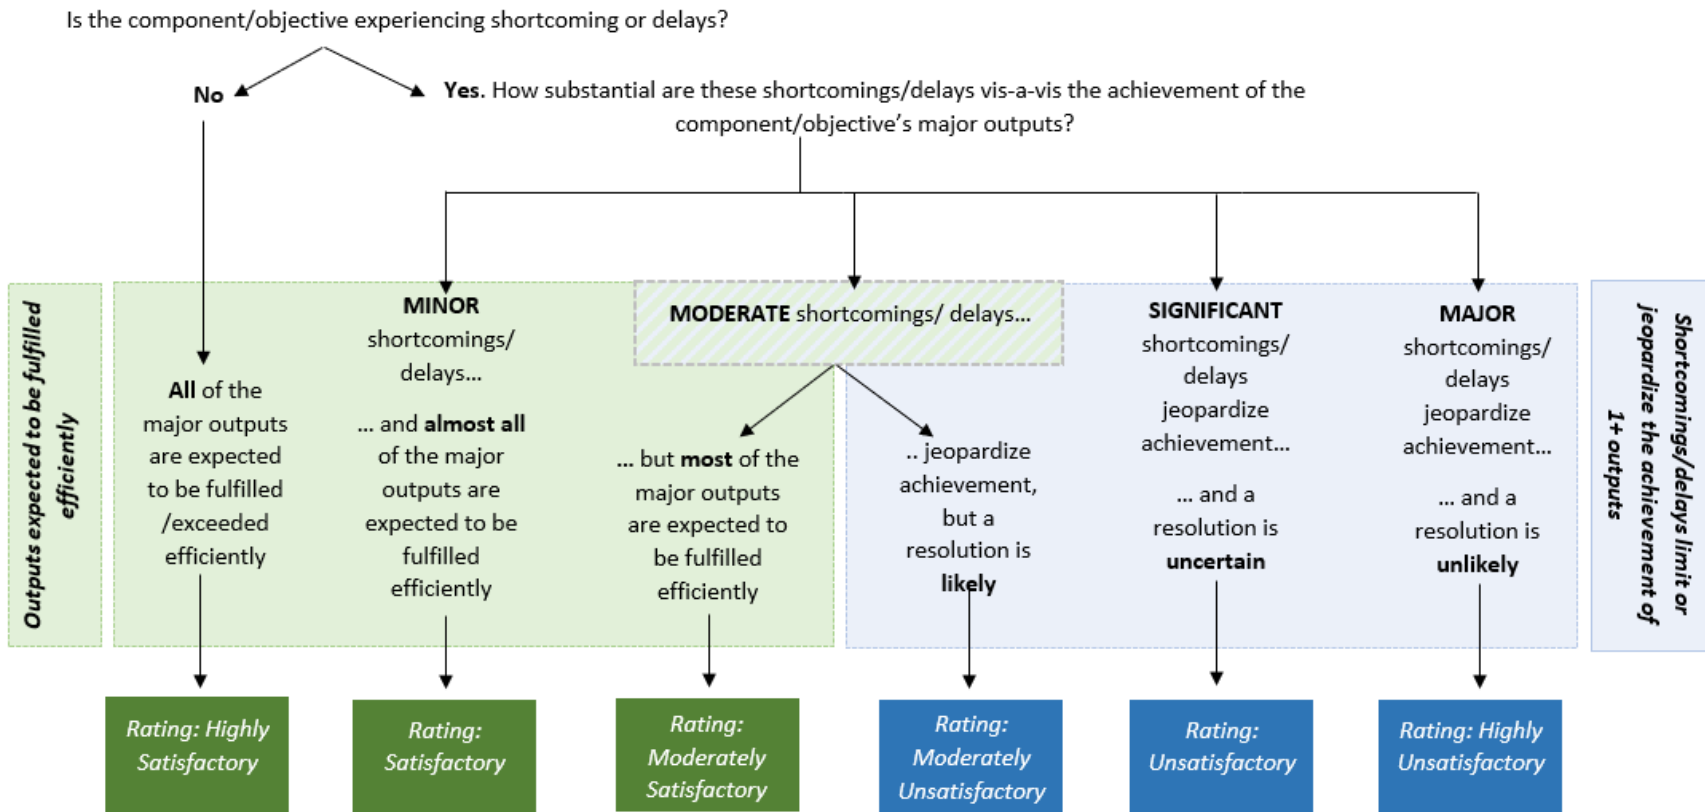 Is the component/objective experiencing shortcoming or delays?
No
Yes. How substantial are these shortcomings/delays vis-a-vis the achievement of the
component/objective's major outputs?
Outputs expected to be fulfilled
efficiently
All of the
major outputs
are expected
to be fulfilled
/exceeded
efficiently
MINOR
shortcomings/
delays...
... and almost all
of the major
outputs are
expected to be
fulfilled
efficiently
MODERATE shortcomings/ delays...
... but most of the
major outputs
are expected to
be fulfilled
efficiently
.. jeopardize
achievement,
but a
resolution is
likely
SIGNIFICANT
shortcomings/
delays
jeopardize
achievement...
... and a
resolution is
uncertain
MAJOR
shortcomings/
delays
jeopardize
achievement...
... and a
resolution is
unlikely
Shortcomings/delays limit or
jeopardize the achievement of
1+ outputs
Rating: Highly
Satisfactory
Rating:
Satisfactory
Rating:
Moderately
Satisfactory
Rating:
Moderately
Unsatisfactory
Rating:
Unsatisfactory
Rating: Highly
Unsatisfactory